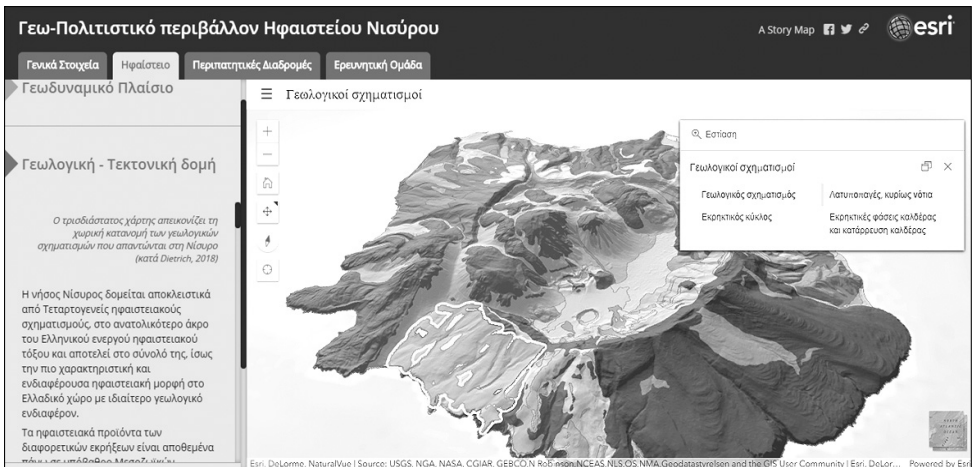 Γεω-Πολιτιστικό περιβάλλον Ηφαιστείου Νισύρου
A Story Map
esri
Γενικά Στοιχεία
Ηφαίστειο
Περιπατητικές Διαδρομές
Ερευνητική Ομάδα
Γεωδυναμικό Πλαίσιο
Γεωλογική - Τεκτονική δομή
Ο τρισδιάστατος χάρτης απεικονίζει τη
χωρική κατανομή των γεωλογικών
σχηματισμών που απαντώνται στη Νίσυρο
(κατά Dietrich, 2018)
Η νήσος Νίσυρος δομείται αποκλειστικά
από Τεταρτογενείς ηφαιστειακούς
σχηματισμούς, στο ανατολικότερο άκρο
του Ελληνικού ενεργού ηφαιστειακού
τόξου και αποτελεί στο σύνολό της, ίσως
την πιο χαρακτηριστική και
ενδιαφέρουσα ηφαιστειακή μορφή στο
Ελλαδικό χώρο με ιδιαίτερο γεωλογικό
ενδιαφέρον.
Τα ηφαιστειακά προϊόντα των
διαφορετικών εκρήξεων είναι αποθεμένα
πάνω σε υπόβαθρο Μεσοζωικών
Γεωλογικοί σχηματισμοί
Εστίαση
Γεωλογικοί σχηματισμοί
Γεωλογικός σχηματισμός
Λατυποπαγές, κυρίως νότια
Εκρηκτικός κύκλος
Εκρηκτικές φάσεις καλδέρας
και κατάρρευση καλδέρας
Esri, DeLorme, NaturalVue | Source: USGS, NGA, NASA, CGIAR, GEBCO,N Robinson,NCEAS,NLS,OS,NMA,Geodatastyrelsen and the GIS User Community | Esri, DeLor... Powered by Es